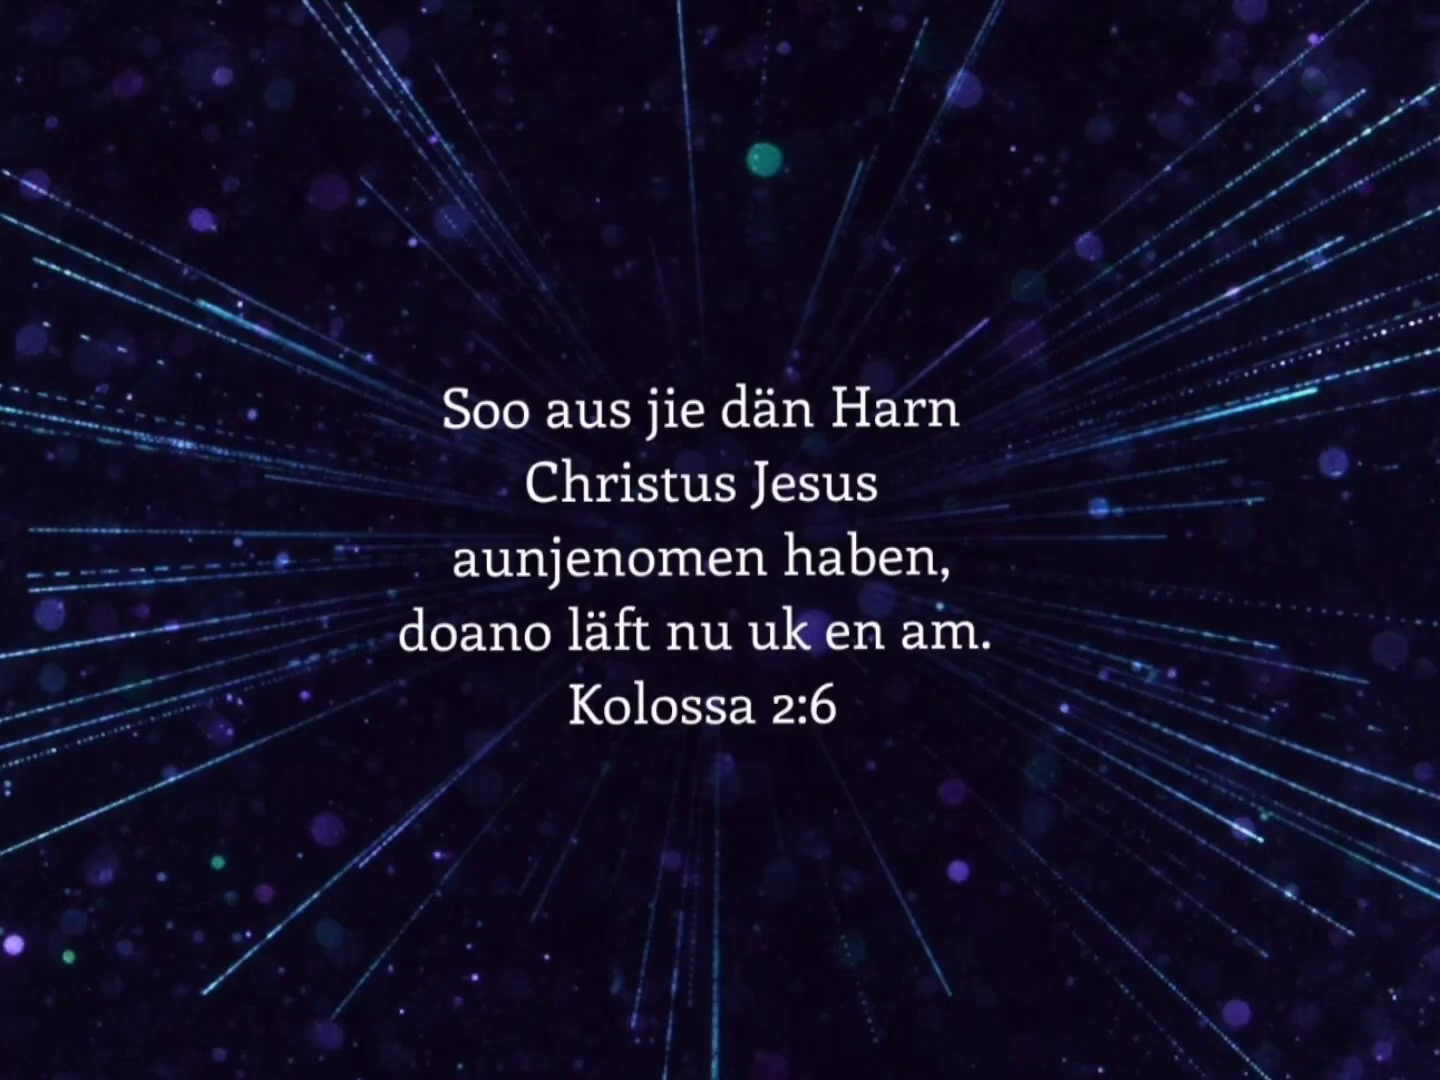 Soo aus jie dän Harn
Christus Jesus
aunjenomen haben,
doano läft nu uk en am.
Kolossa 2:6